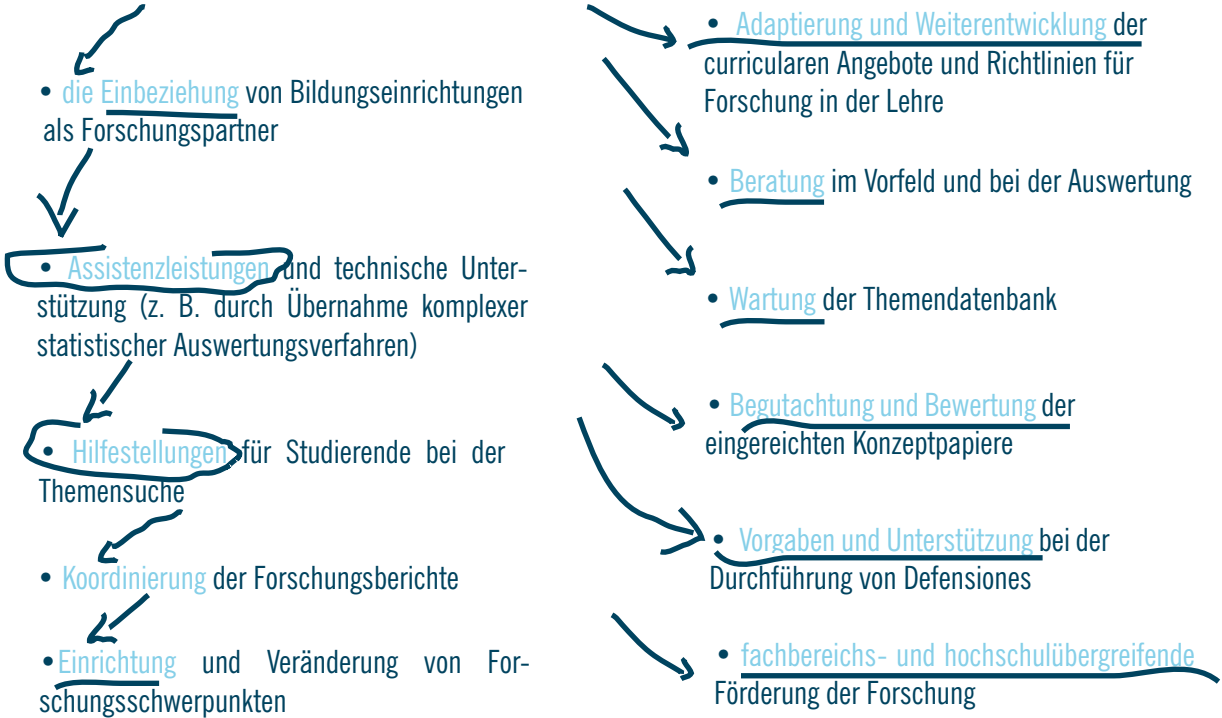 • die Einbeziehung von Bildungseinrichtungen
als Forschungspartner
• Assistenzleistungen und technische Unter-
stützung (z. B. durch Übernahme komplexer
statistischer Auswertungsverfahren)
• Hilfestellungen für Studierende bei der
Themensuche
• Koordinierung der Forschungsberichte
• Einrichtung und Veränderung von For-
schungsschwerpunkten
• Adaptierung und Weiterentwicklung der
curricularen Angebote und Richtlinien für
Forschung in der Lehre
• Beratung im Vorfeld und bei der Auswertung
• Wartung der Themendatenbank
• Begutachtung und Bewertung der
eingereichten Konzeptpapiere
• Vorgaben und Unterstützung bei der
Durchführung von Defensiones
• fachbereichs- und hochschulübergreifende
Förderung der Forschung